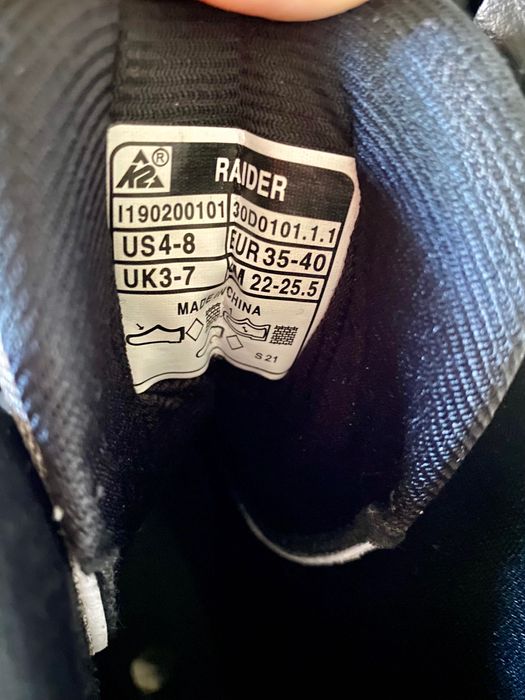 K2®
RAIDER
I190200101 30D0101.1.1
US4-8 EUR 35-40
UK3-7 22-25.5
MADE IN CHINA
S 21